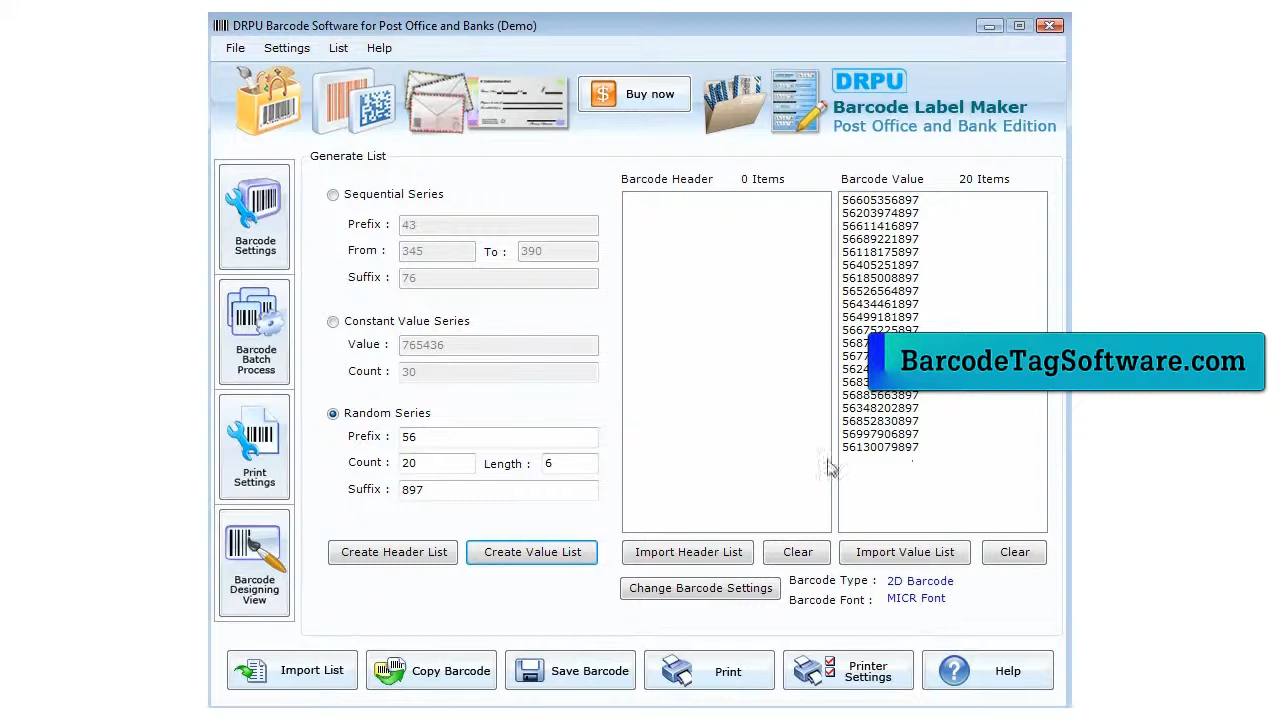 DRPU Barcode Software for Post Office and Banks (Demo)
File Settings List Help
Buy now
DRPU
Barcode Label Maker
Post Office and Bank Edition
Barcode Settings
Barcode Batch Process
Print Settings
Barcode Designing View
Generate List
Sequential Series
Prefix : 43
From : 345 To : 390
Suffix : 76
Constant Value Series
Value : 765436
Count : 30
Random Series
Prefix : 56
Count : 20 Length : 6
Suffix : 897
Create Header List Create Value List
Barcode Header 0 Items
Barcode Value 20 Items
56605356897
56203974897
56611416897
56689221897
56118175897
56405251897
56185008897
56526564897
56434461897
56499181897
56675225897
BarcodeTagSoftware.com
56885663897
56348202897
56852830897
56997906897
56130079897
Import Header List Clear Import Value List Clear
Change Barcode Settings
Barcode Type : 2D Barcode
Barcode Font : MICR Font
Import List Copy Barcode Save Barcode Print Printer Settings Help